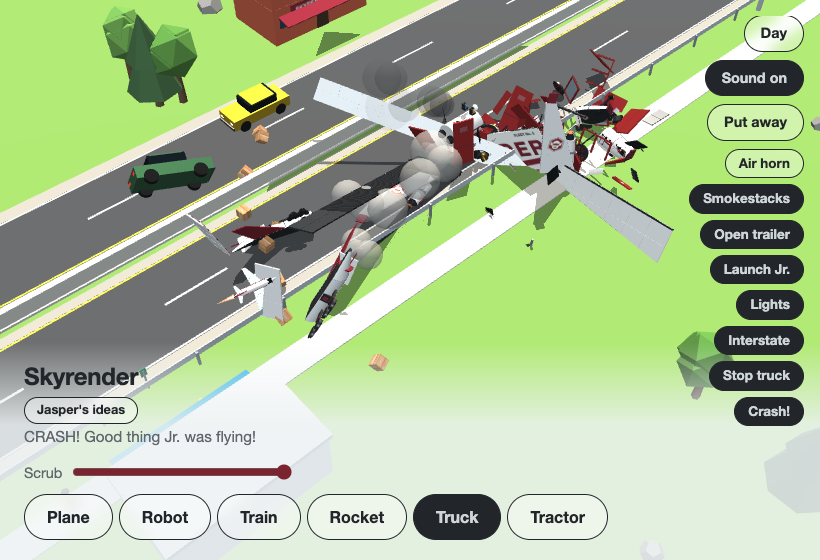 Day
Sound on
Put away
Air horn
Smokestacks
Open trailer
Launch Jr.
Lights
Interstate
Stop truck
Crash!
Skyrender
Jasper's ideas
CRASH! Good thing Jr. was flying!
Scrub
Plane
Robot
Train
Rocket
Truck
Tractor